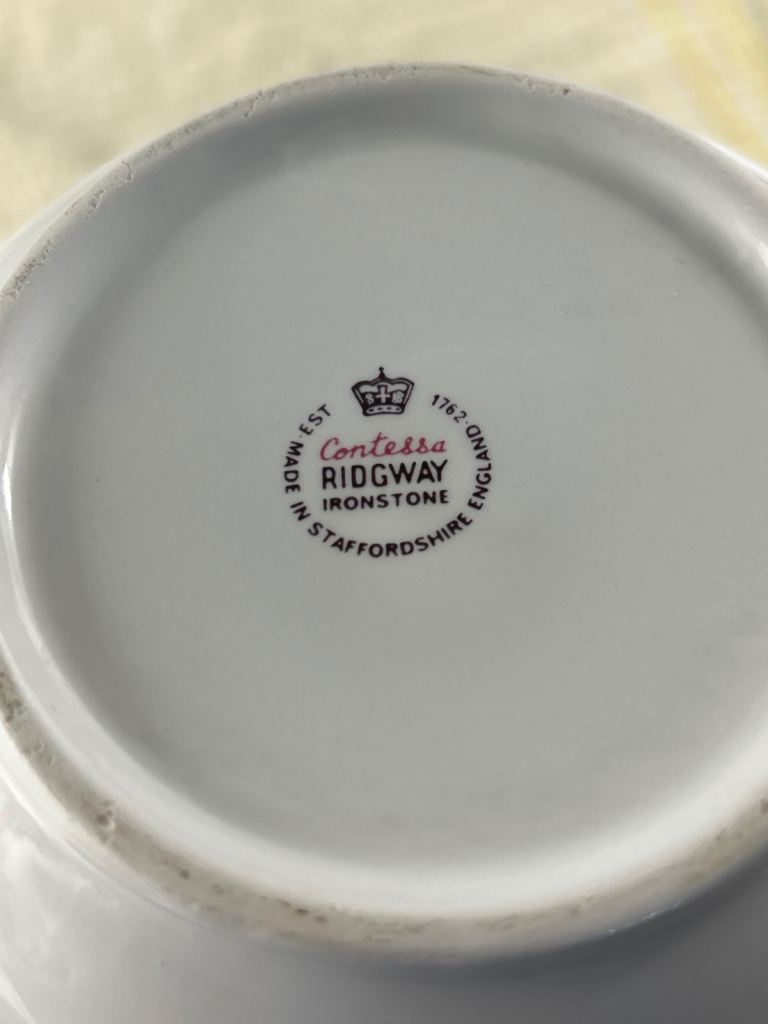 Contessa
RIDGWAY
IRONSTONE
EST 1762·MADE IN STAFFORDSHIRE ENGLAND·